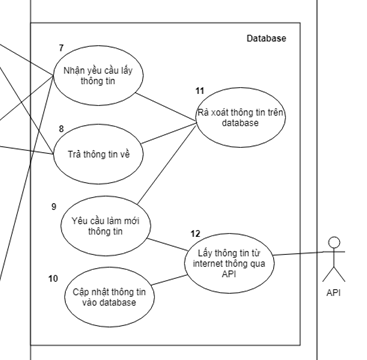 Database
7
Nhận yêu cầu lấy
thông tin
11
Rà xoát thông tin trên
database
8
Trả thông tin về
9
Yêu cầu làm mới
thông tin
12
Lấy thông tin từ
internet thông qua
API
10
Cập nhật thông tin
vào database
API